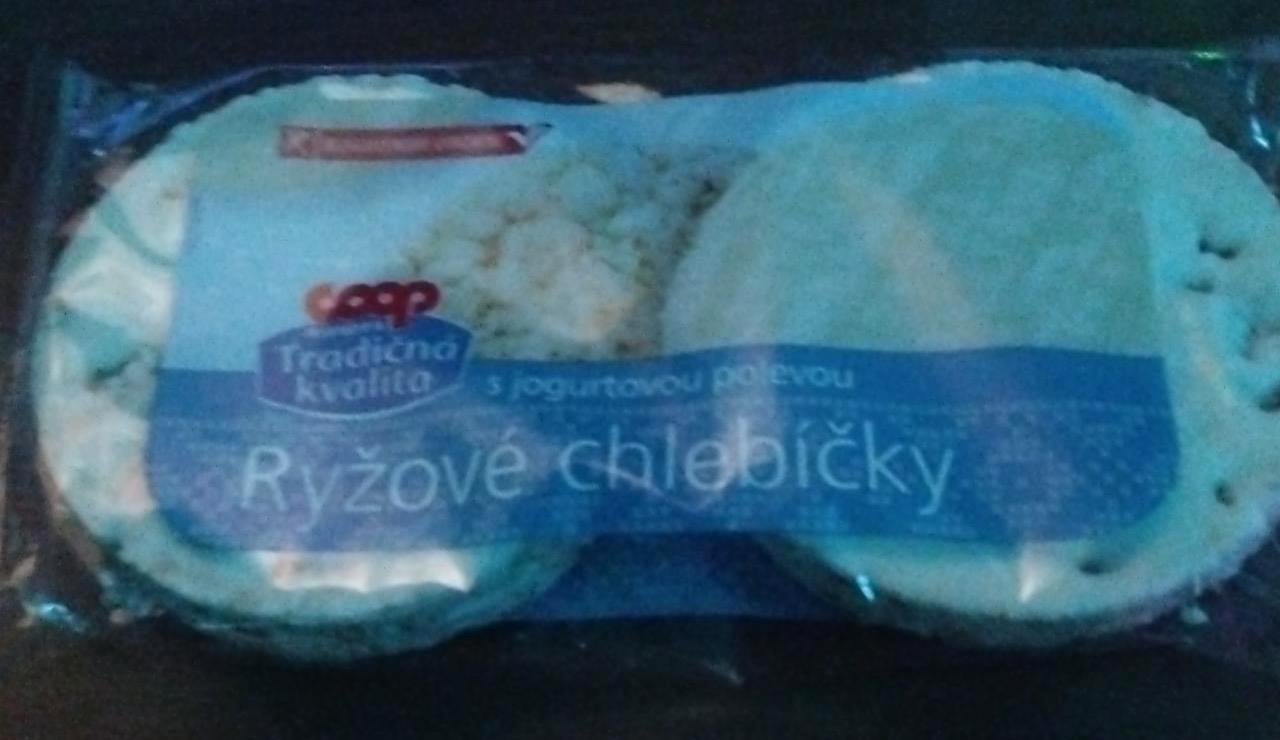 coop
Tradičná
kvalita
s jogurtovou polevou
Ryžové chlebíčky